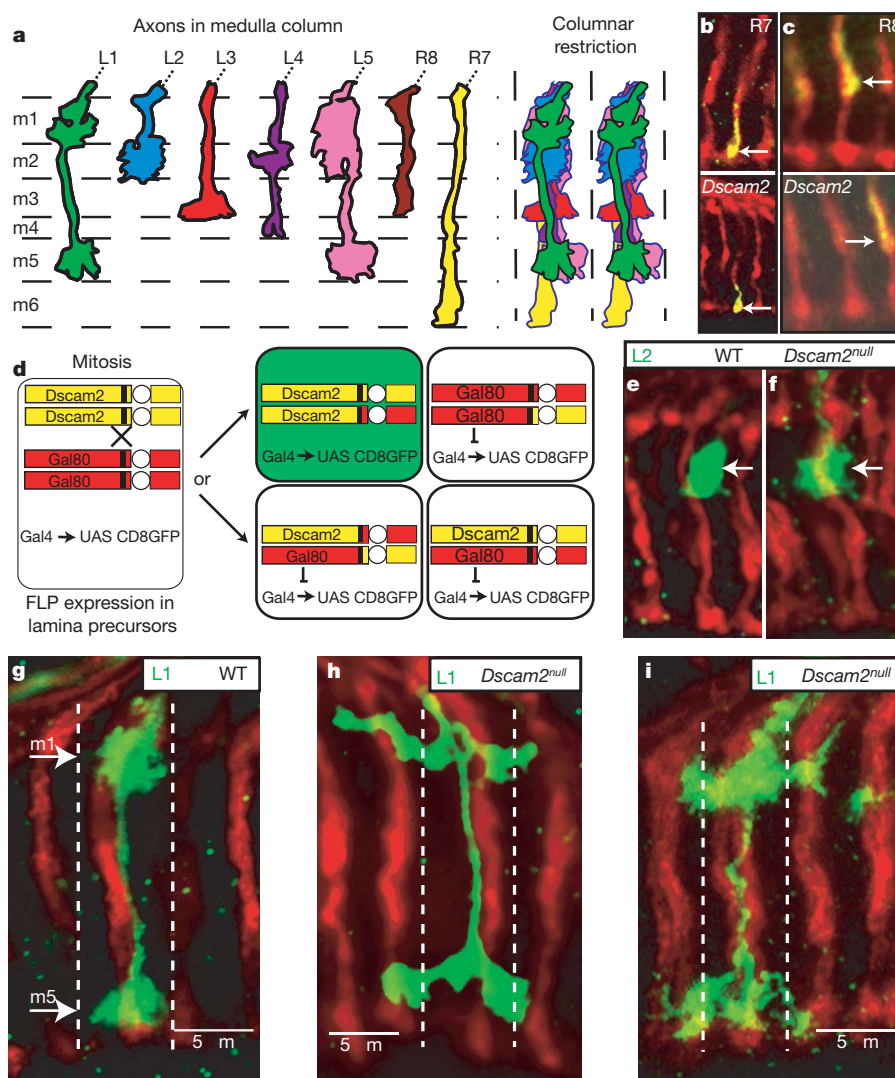 a
Axons in medulla column
L1 L2 L3 L4 L5 R8 R7
m1
m2
m3
m4
m5
m6
Columnar
restriction
b
R7
Dscam2
c
R8
Dscam2
d
Mitosis
Dscam2
Dscam2
Gal80
Gal80
Gal4 → UAS CD8GFP
FLP expression in
lamina precursors
or
Dscam2
Dscam2
Gal4 → UAS CD8GFP
Gal80
Gal80
Gal4 → UAS CD8GFP
Dscam2
Gal80
Gal4 → UAS CD8GFP
Dscam2
Gal80
Gal4 → UAS CD8GFP
L2 WT Dscam2null
e
f
g
L1 WT
m1
m5
5 m
h
L1 Dscam2null
5 m
i
L1 Dscam2null
5 m